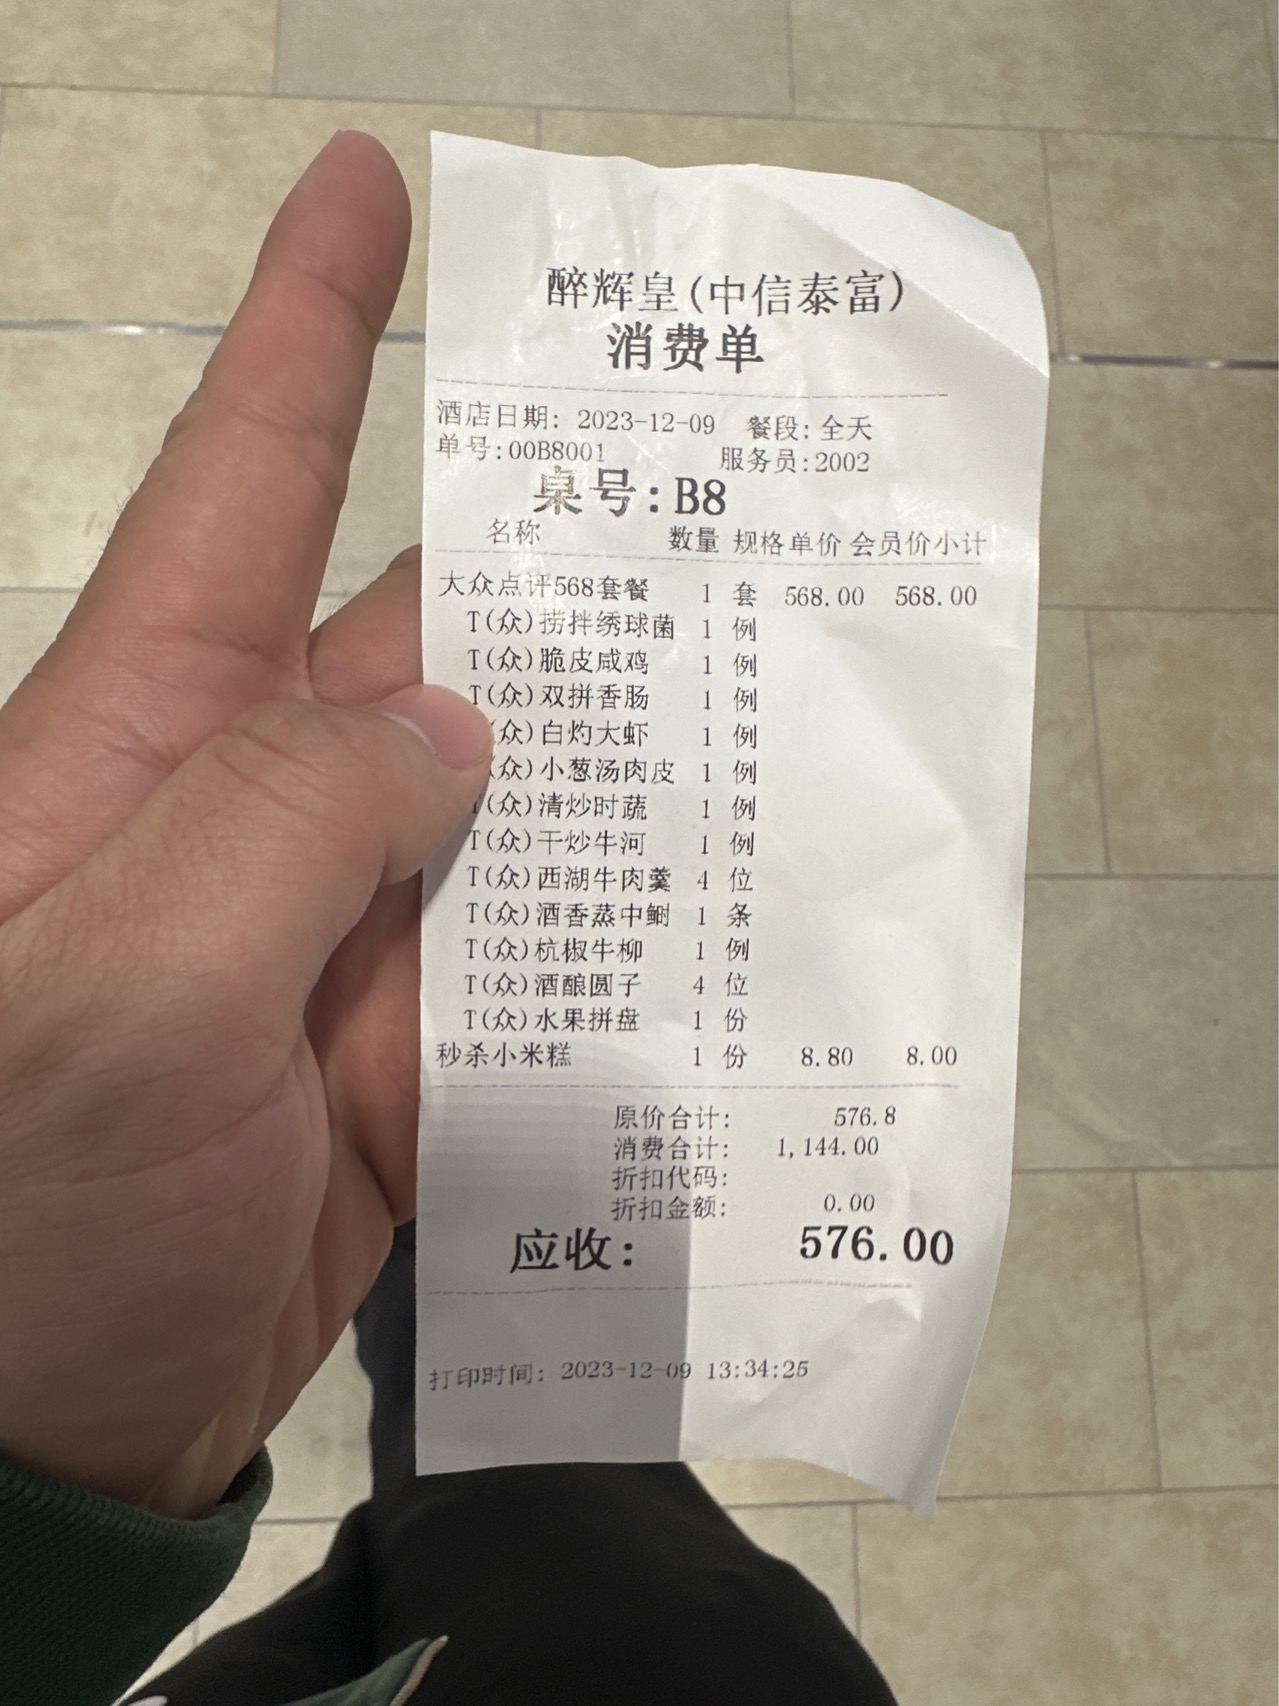 醉辉皇(中信泰富)
消费单
酒店日期: 2023-12-09 餐段:全天
单号:00B8001 服务员:2002
桌号:B8
名称 数量 规格 单价 会员价 小计
大众点评568套餐 1 套 568.00 568.00
T(众)捞拌绣球菌 1 例
T(众)脆皮咸鸡 1 例
T(众)双拼香肠 1 例
(众)白灼大虾 1 例
(众)小葱汤肉皮 1 例
T(众)清炒时蔬 1 例
T(众)干炒牛河 1 例
T(众)西湖牛肉羹 4 位
T(众)酒香蒸中鲥 1 条
T(众)杭椒牛柳 1 例
T(众)酒酿圆子 4 位
T(众)水果拼盘 1 份
秒杀小米糕 1 份 8.80 8.00
原价合计: 576.8
消费合计: 1,144.00
折扣代码:
折扣金额: 0.00
应收: 576.00
打印时间: 2023-12-09 13:34:25